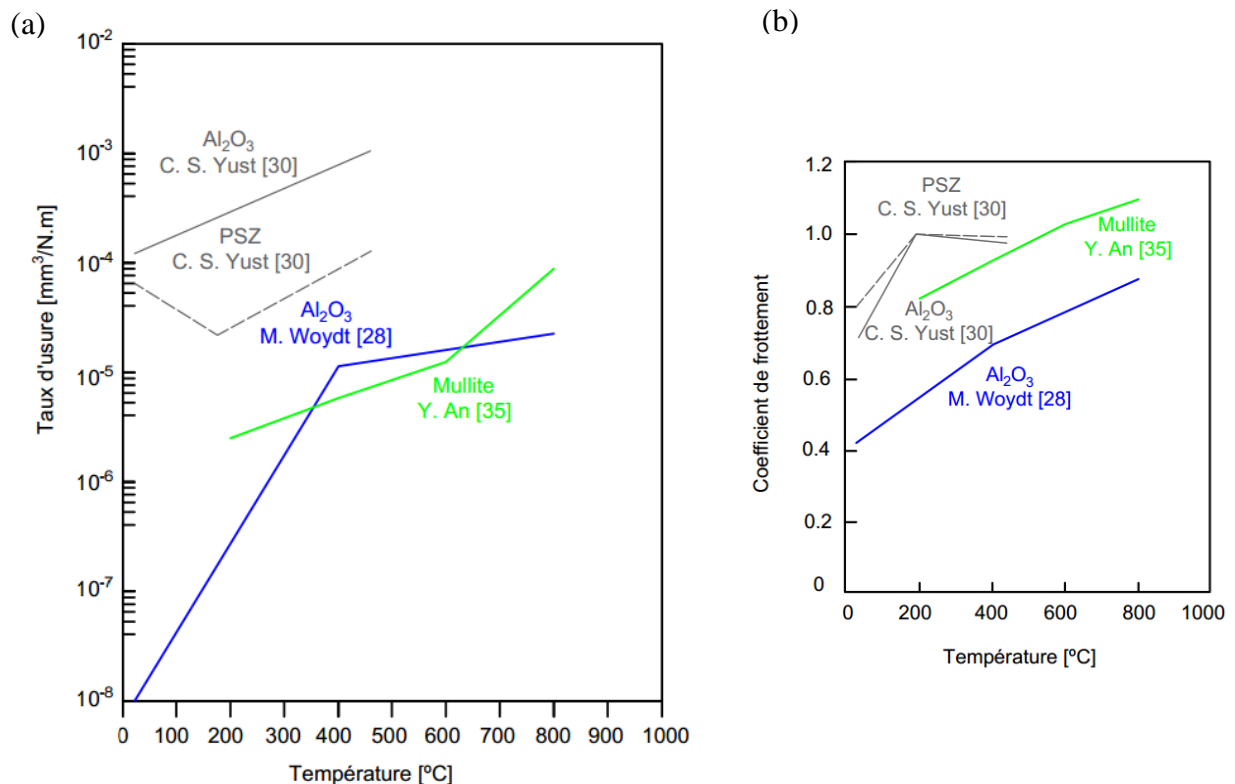 (a)
Taux d'usure [mm³/N.m]
10⁻²
10⁻³
10⁻⁴
10⁻⁵
10⁻⁶
10⁻⁷
10⁻⁸
Al₂O₃
C. S. Yust [30]
PSZ
C. S. Yust [30]
Al₂O₃
M. Woydt [28]
Mullite
Y. An [35]
0 100 200 300 400 500 600 700 800 900 1000
Température [ºC]
(b)
Coefficient de frottement
1.2
1.0
0.8
0.6
0.4
0.2
0
PSZ
C. S. Yust [30]
Mullite
Y. An [35]
Al₂O₃
C. S. Yust [30]
Al₂O₃
M. Woydt [28]
0 200 400 600 800 1000
Température [ºC]